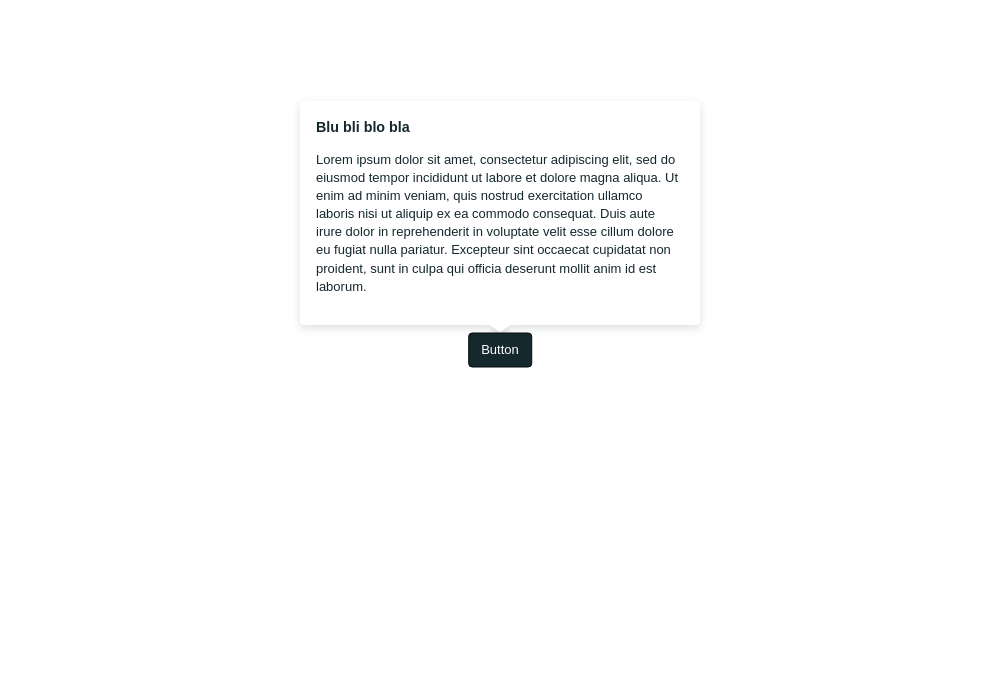 Blu bli blo bla
Lorem ipsum dolor sit amet, consectetur adipiscing elit, sed do
eiusmod tempor incididunt ut labore et dolore magna aliqua. Ut
enim ad minim veniam, quis nostrud exercitation ullamco
laboris nisi ut aliquip ex ea commodo consequat. Duis aute
irure dolor in reprehenderit in voluptate velit esse cillum dolore
eu fugiat nulla pariatur. Excepteur sint occaecat cupidatat non
proident, sunt in culpa qui officia deserunt mollit anim id est
laborum.
Button